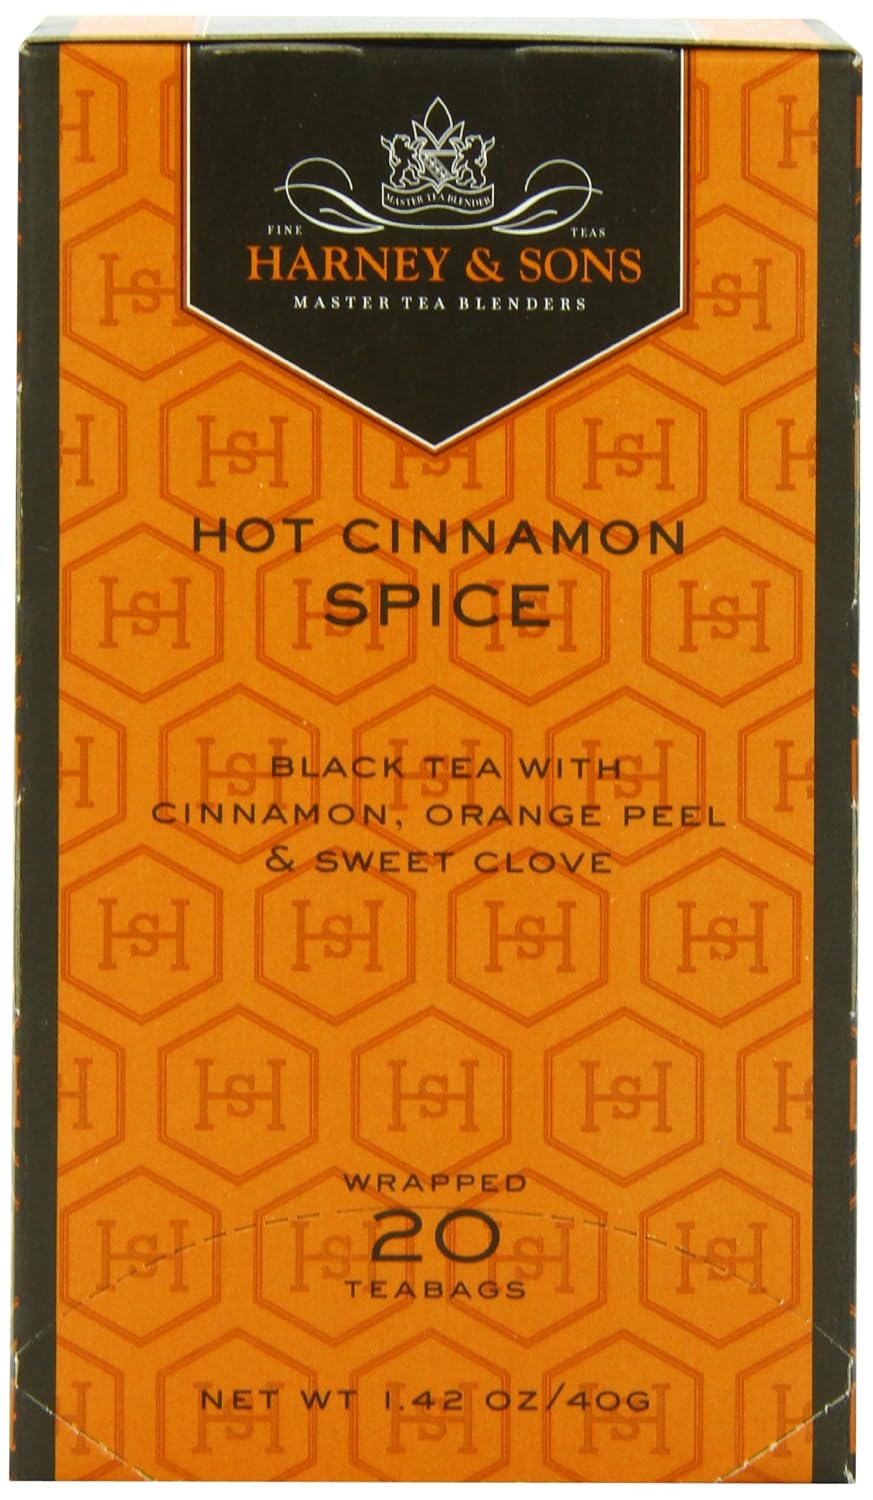 MASTER TEA BLENDER
FINE TEAS
HARNEY & SONS
MASTER TEA BLENDERS
HOT CINNAMON
SPICE
BLACK TEA WITH
CINNAMON, ORANGE PEEL
& SWEET CLOVE
WRAPPED
20
TEABAGS
NET WT 1.42 OZ/40G